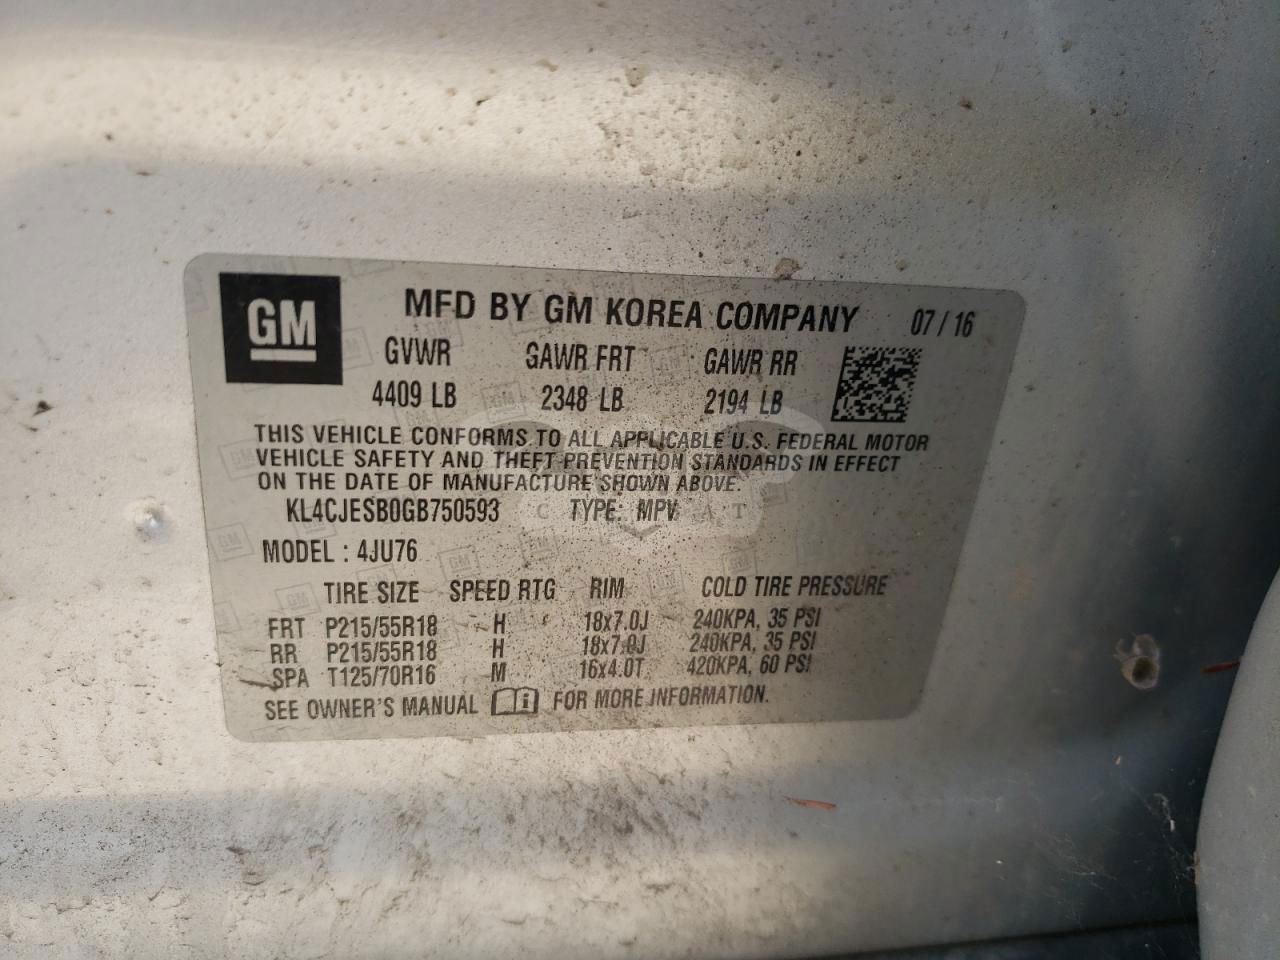 GM MFD BY GM KOREA COMPANY 07 / 16
GVWR GAWR FRT GAWR RR
4409 LB 2348 LB 2194 LB
THIS VEHICLE CONFORMS TO ALL APPLICABLE U.S. FEDERAL MOTOR
VEHICLE SAFETY AND THEFT PREVENTION STANDARDS IN EFFECT
ON THE DATE OF MANUFACTURE SHOWN ABOVE.
KL4CJESB0GB750593 TYPE: MPV
MODEL : 4JU76
TIRE SIZE SPEED RTG RIM COLD TIRE PRESSURE
FRT P215/55R18 H 18x7.0J 240KPA, 35 PSI
RR P215/55R18 H 18x7.0J 240KPA, 35 PSI
SPA T125/70R16 M 16x4.0T 420KPA, 60 PSI
SEE OWNER'S MANUAL FOR MORE INFORMATION.